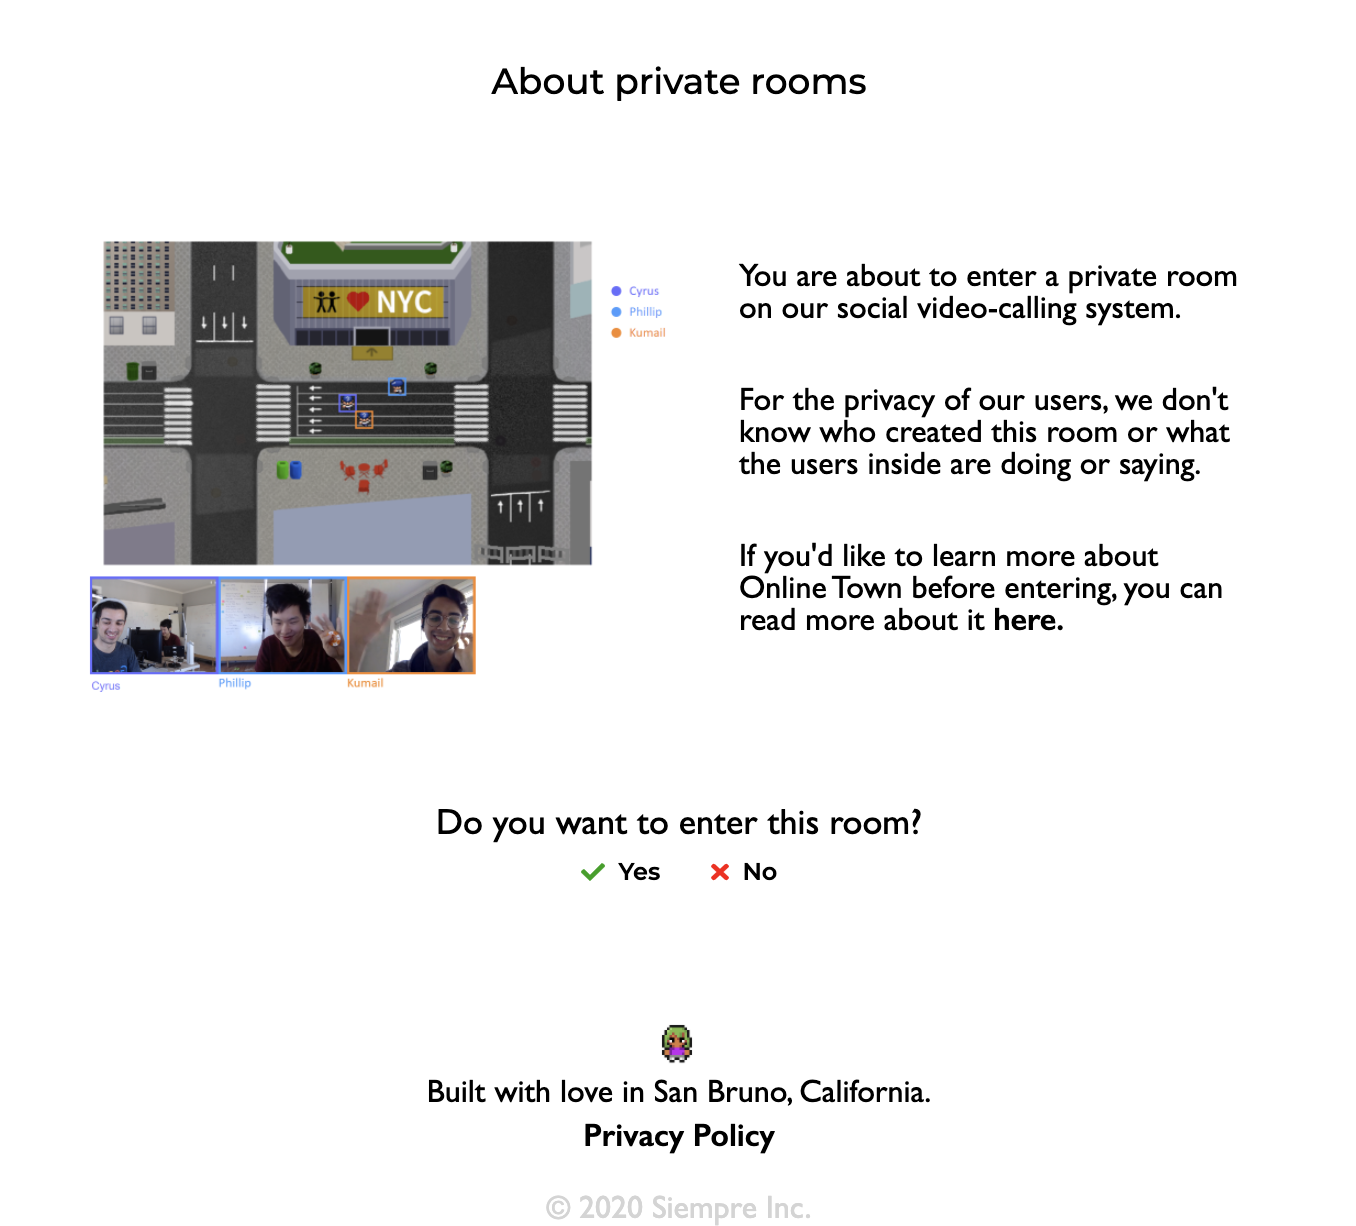 About private rooms
NYC
Cyrus
Phillip
Kumail
You are about to enter a private room
on our social video-calling system.
For the privacy of our users, we don't
know who created this room or what
the users inside are doing or saying.
If you'd like to learn more about
Online Town before entering, you can
read more about it here.
Cyrus
Phillip
Kumail
Do you want to enter this room?
Yes
No
Built with love in San Bruno, California.
Privacy Policy
© 2020 Siempre Inc.